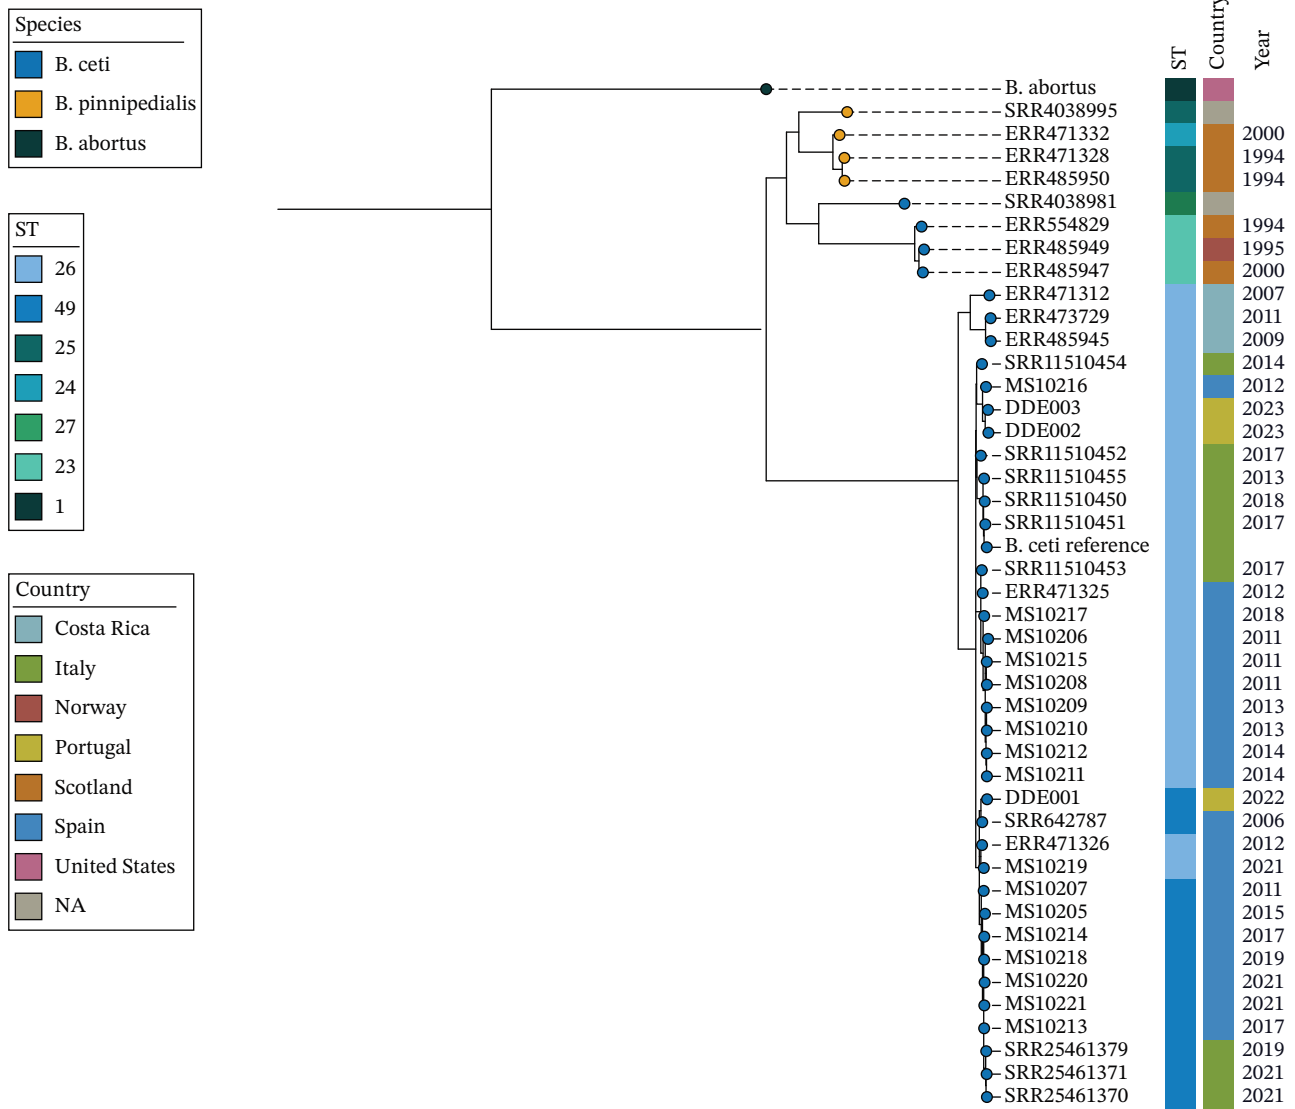 Species
B. ceti
B. pinnipedialis
B. abortus
ST
26
49
25
24
27
23
1
Country
Costa Rica
Italy
Norway
Portugal
Scotland
Spain
United States
NA
ST Country Year
B. abortus
SRR4038995
ERR471332 2000
ERR471328 1994
ERR485950 1994
SRR4038981
ERR554829 1994
ERR485949 1995
ERR485947 2000
ERR471312 2007
ERR473729 2011
ERR485945 2009
SRR11510454 2014
MS10216 2012
DDE003 2023
DDE002 2023
SRR11510452 2017
SRR11510455 2013
SRR11510450 2018
SRR11510451 2017
B. ceti reference
SRR11510453 2017
ERR471325 2012
MS10217 2018
MS10206 2011
MS10215 2011
MS10208 2011
MS10209 2013
MS10210 2013
MS10212 2014
MS10211 2014
DDE001 2022
SRR642787 2006
ERR471326 2012
MS10219 2021
MS10207 2011
MS10205 2015
MS10214 2017
MS10218 2019
MS10220 2021
MS10221 2021
MS10213 2017
SRR25461379 2019
SRR25461371 2021
SRR25461370 2021